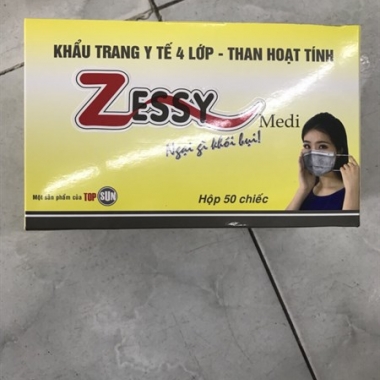 KHẨU TRANG Y TẾ 4 LỚP - THAN HOẠT TÍNH
ZESSY
Medi
Ngại gì khói bụi!
Một sản phẩm của TOP SUN
Hộp 50 chiếc